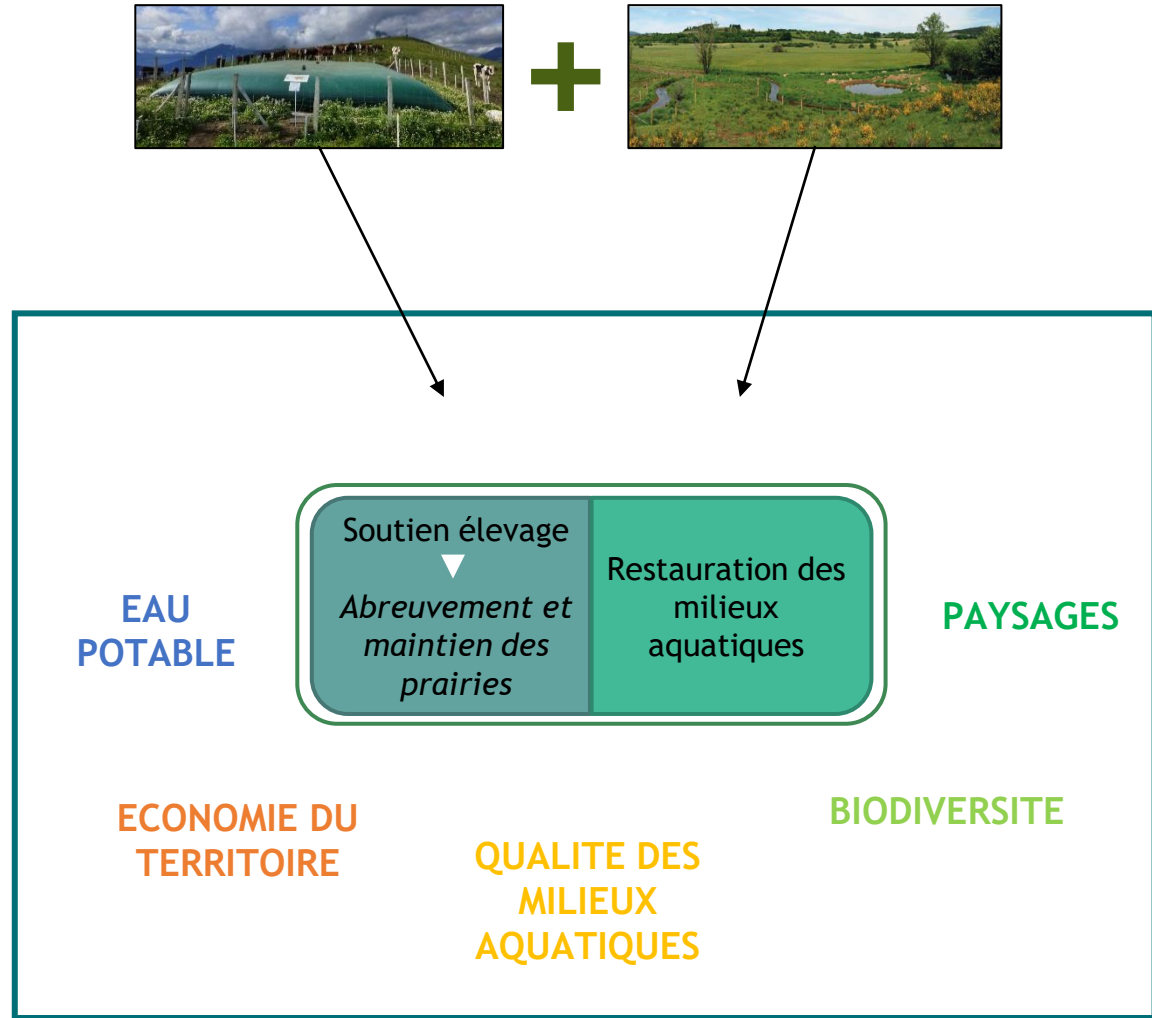 Soutien élevage
Abreuvement et
maintien des
prairies
Restauration des
milieux
aquatiques
EAU
POTABLE
PAYSAGES
ECONOMIE DU
TERRITOIRE
QUALITE DES
MILIEUX
AQUATIQUES
BIODIVERSITE